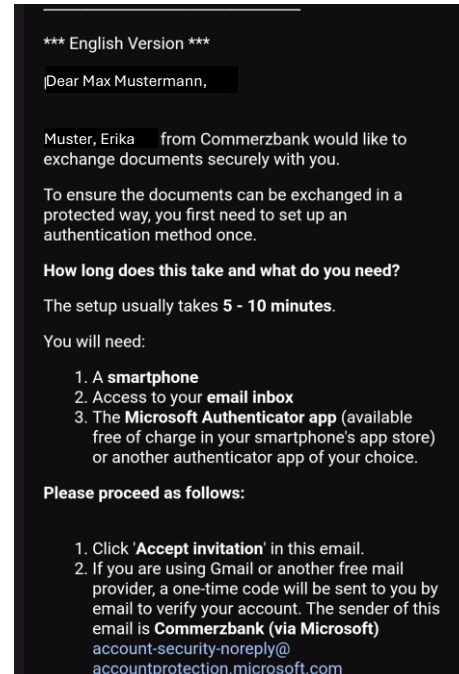 *** English Version ***
Dear Max Mustermann,
Muster, Erika from Commerzbank would like to
exchange documents securely with you.
To ensure the documents can be exchanged in a
protected way, you first need to set up an
authentication method once.
How long does this take and what do you need?
The setup usually takes 5 - 10 minutes.
You will need:
1. A smartphone
2. Access to your email inbox
3. The Microsoft Authenticator app (available
free of charge in your smartphone's app store)
or another authenticator app of your choice.
Please proceed as follows:
1. Click 'Accept invitation' in this email.
2. If you are using Gmail or another free mail
provider, a one-time code will be sent to you by
email to verify your account. The sender of this
email is Commerzbank (via Microsoft)
account-security-noreply@
accountprotection.microsoft.com